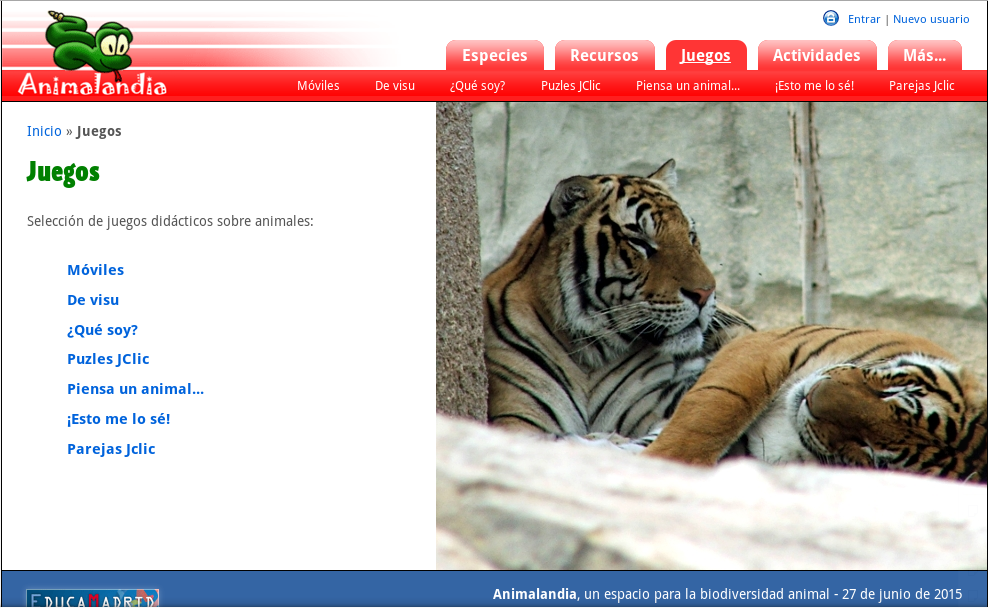 Entrar | Nuevo usuario
Especies Recursos Juegos Actividades Más...
Animalandia
Móviles De visu ¿Qué soy? Puzles JClic Piensa un animal... ¡Esto me lo sé! Parejas Jclic
Inicio » Juegos
Juegos
Selección de juegos didácticos sobre animales:
Móviles
De visu
¿Qué soy?
Puzles JClic
Piensa un animal...
¡Esto me lo sé!
Parejas Jclic
EDUCAMADRID
Animalandia, un espacio para la biodiversidad animal - 27 de junio de 2015